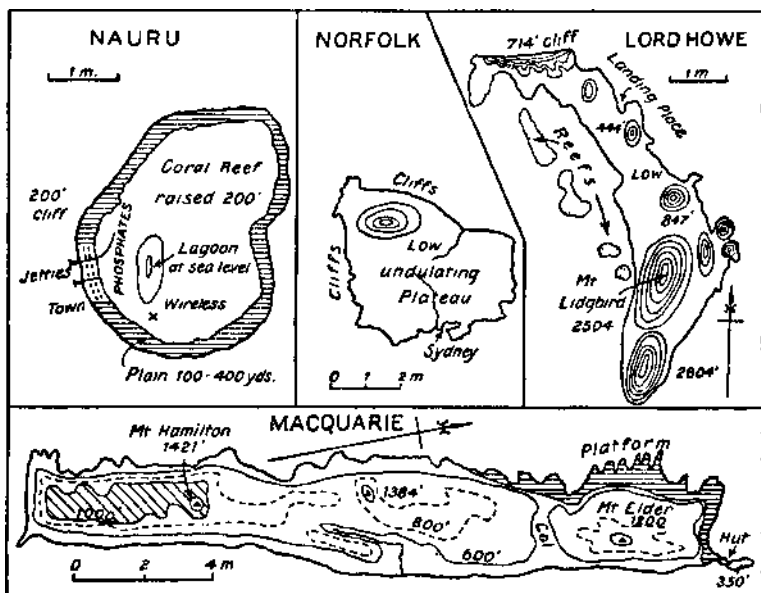 NAURU
1 m.
Coral Reef
raised 200'
200'
cliff
PHOSPHATES
Lagoon
at sea level
Jetties
Town
Wireless
Plain 100-400 yds.
NORFOLK
Cliffs
Cliffs
Low
undulating
Plateau
Sydney
0 1 2 m
LORD HOWE
714' cliff
1 m
Landing Place
Reefs
Low
847'
Mt
Lidgbird
2504
2804'
MACQUARIE
Mt Hamilton
1421'
Platform
1384'
800'
600'
Col
Mt Elder
Hut
350'
0 2 4 m